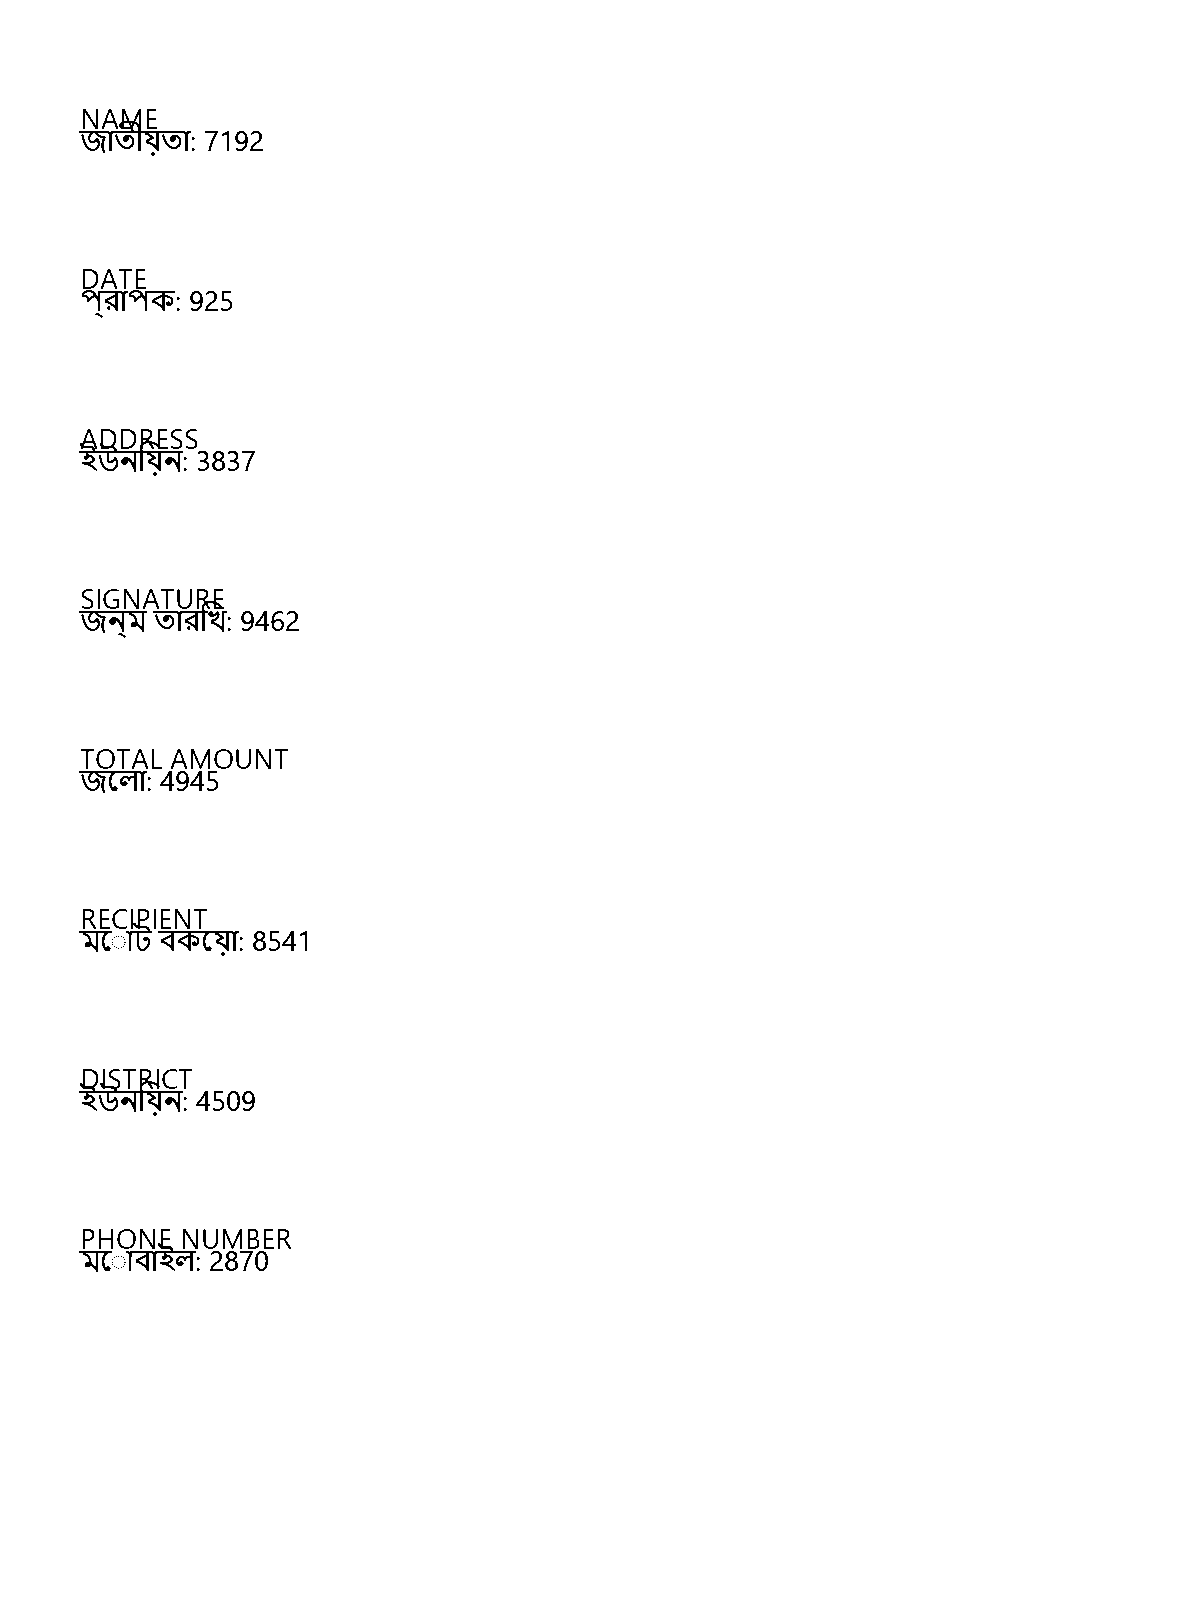 NAME
জাতীয়তা: 7192
DATE
প্রাপক: 925
ADDRESS
ইউনিয়ন: 3837
SIGNATURE
জন্ম তারিখ: 9462
TOTAL AMOUNT
জেলা: 4945
RECIPIENT
মোট বকেয়া: 8541
DISTRICT
ইউনিয়ন: 4509
PHONE NUMBER
মোবাইল: 2870